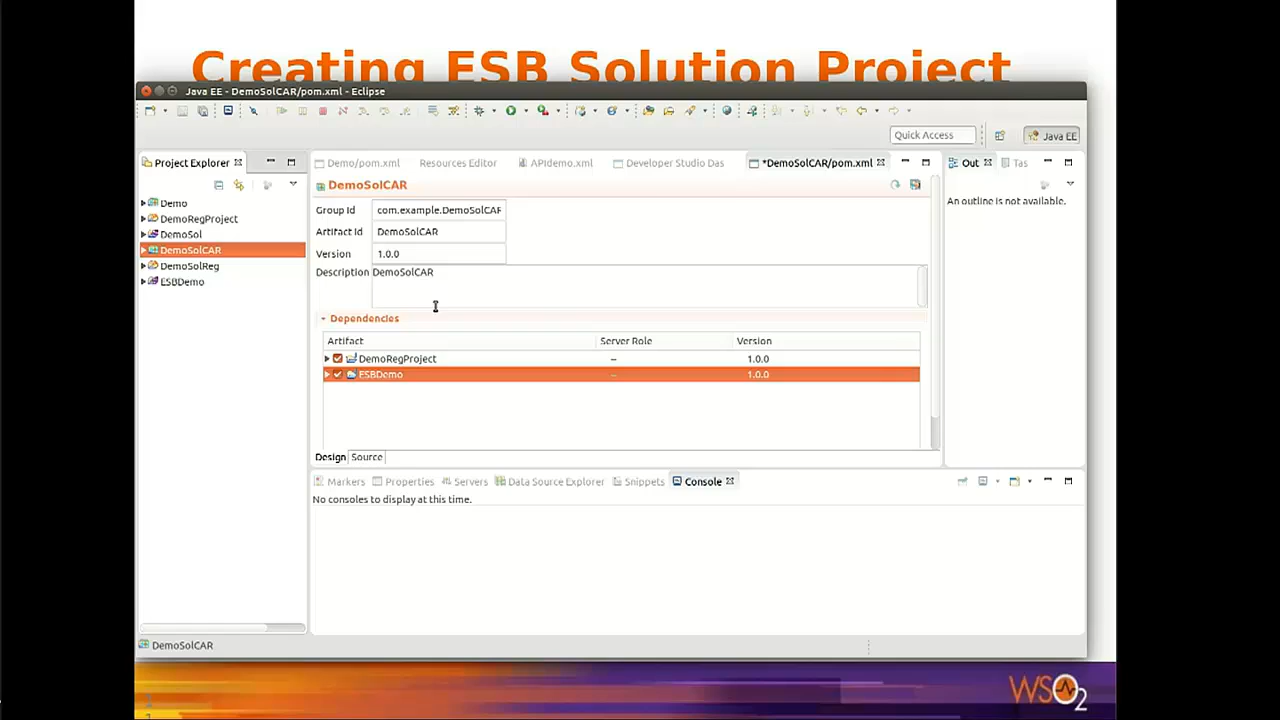 Creating ESB Solution Project
Java EE - DemoSolCAR/pom.xml - Eclipse
Quick Access
Java EE
Project Explorer
Demo/pom.xml
Resources Editor
APIdemo.xml
Developer Studio Das
*DemoSolCAR/pom.xml
Out
Tas
DemoSolCAR
An outline is not available.
Demo
DemoRegProject
DemoSol
DemoSolCAR
DemoSolReg
ESBDemo
Group Id com.example.DemoSolCAR
Artifact Id DemoSolCAR
Version 1.0.0
Description DemoSolCAR
Dependencies
Artifact Server Role Version
DemoRegProject -- 1.0.0
ESBDemo -- 1.0.0
Design Source
Markers Properties Servers Data Source Explorer Snippets Console
No consoles to display at this time.
DemoSolCAR
WSO2